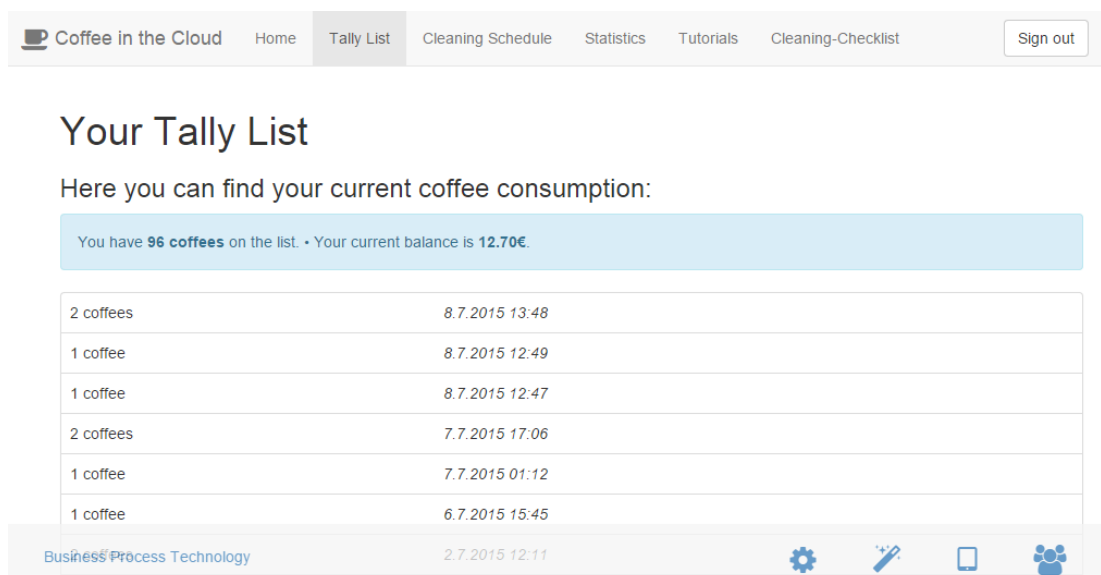 Coffee in the Cloud Home Tally List Cleaning Schedule Statistics Tutorials Cleaning-Checklist Sign out
Your Tally List
Here you can find your current coffee consumption:
You have 96 coffees on the list. • Your current balance is 12.70€.
2 coffees 8.7.2015 13:48
1 coffee 8.7.2015 12:49
1 coffee 8.7.2015 12:47
2 coffees 7.7.2015 17:06
1 coffee 7.7.2015 01:12
1 coffee 6.7.2015 15:45
2.7.2015 12:11
Business Process Technology